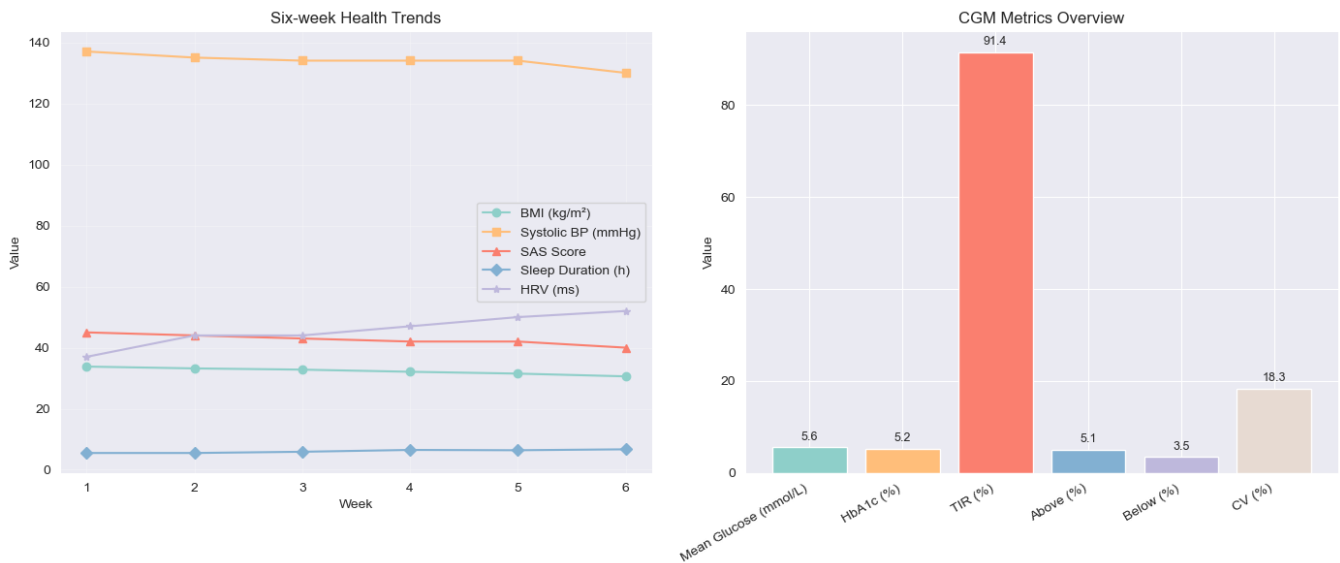 Six-week Health Trends
140
120
100
80
60
40
20
0
Value
1
2
3
4
5
6
Week
BMI (kg/m²)
Systolic BP (mmHg)
SAS Score
Sleep Duration (h)
HRV (ms)
CGM Metrics Overview
80
60
40
20
0
Value
5.6
5.2
91.4
5.1
3.5
18.3
Mean Glucose (mmol/L)
HbA1c (%)
TIR (%)
Above (%)
Below (%)
CV (%)